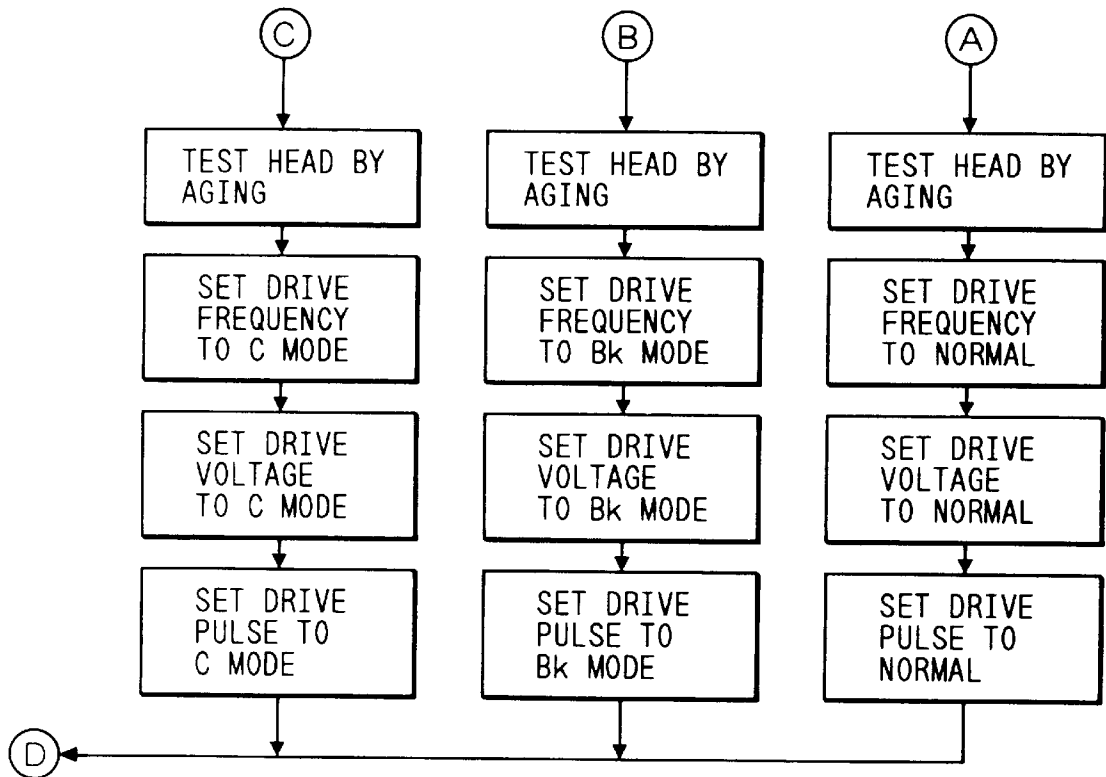 C
B
A
TEST HEAD BY
AGING
TEST HEAD BY
AGING
TEST HEAD BY
AGING
SET DRIVE
FREQUENCY
TO C MODE
SET DRIVE
FREQUENCY
TO Bk MODE
SET DRIVE
FREQUENCY
TO NORMAL
SET DRIVE
VOLTAGE
TO C MODE
SET DRIVE
VOLTAGE
TO Bk MODE
SET DRIVE
VOLTAGE
TO NORMAL
SET DRIVE
PULSE TO
C MODE
SET DRIVE
PULSE TO
Bk MODE
SET DRIVE
PULSE TO
NORMAL
D